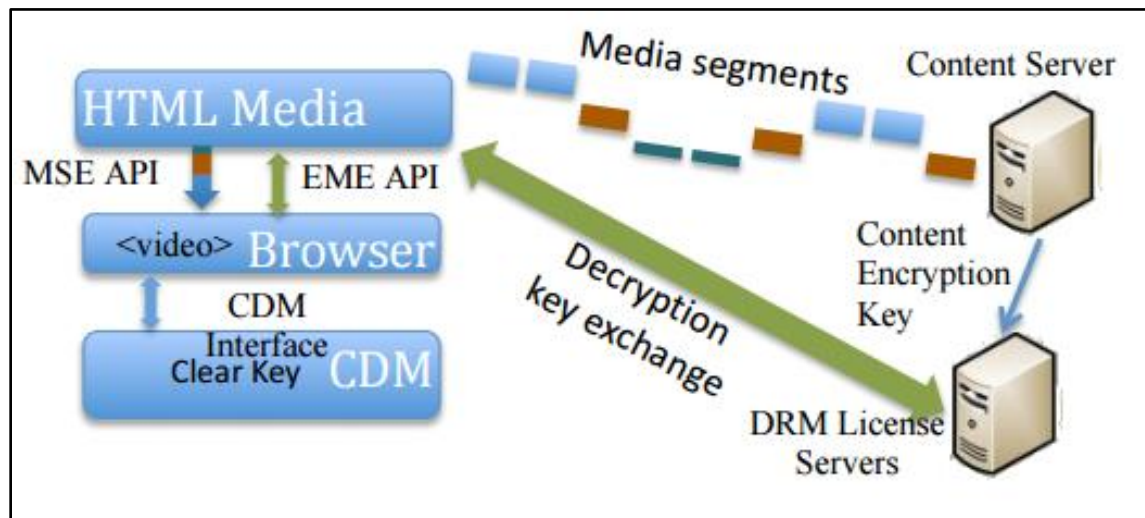 Media segments
Content Server
HTML Media
MSE API
EME API
<video> Browser
CDM
Interface
Clear Key CDM
Decryption
key exchange
Content
Encryption
Key
DRM License
Servers